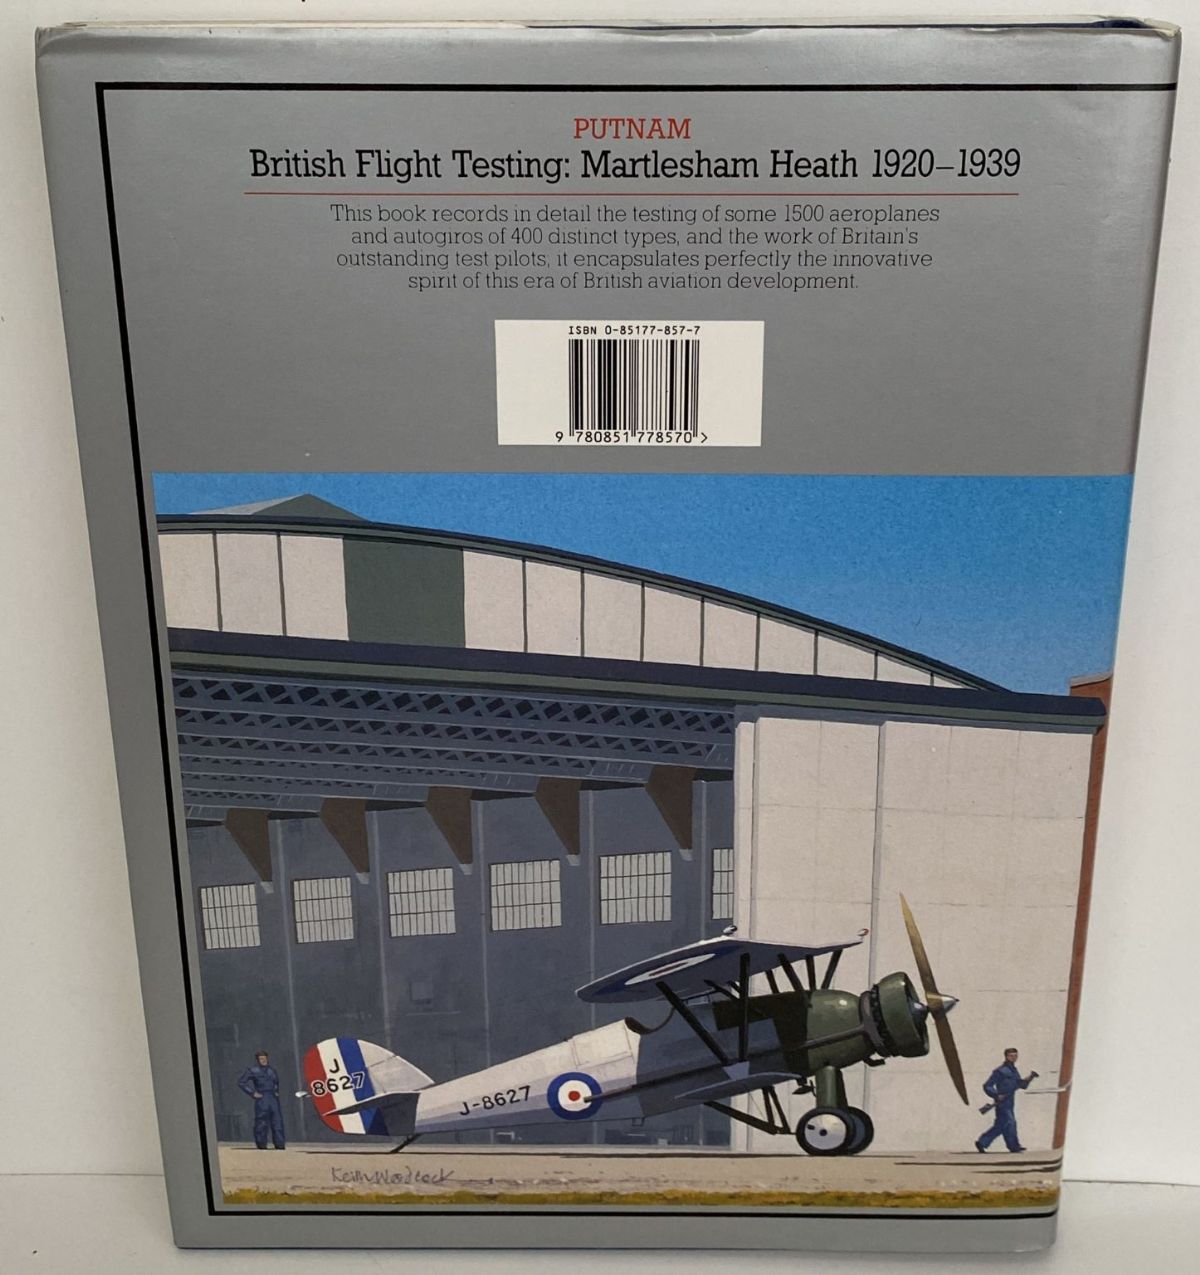 PUTNAM
British Flight Testing: Martlesham Heath 1920–1939
This book records in detail the testing of some 1500 aeroplanes
and autogiros of 400 distinct types, and the work of Britain's
outstanding test pilots; it encapsulates perfectly the innovative
spirit of this era of British aviation development.
ISBN 0-85177-857-7
9 780851 778570 >
J
8627
J-8627
Keith Woodcock